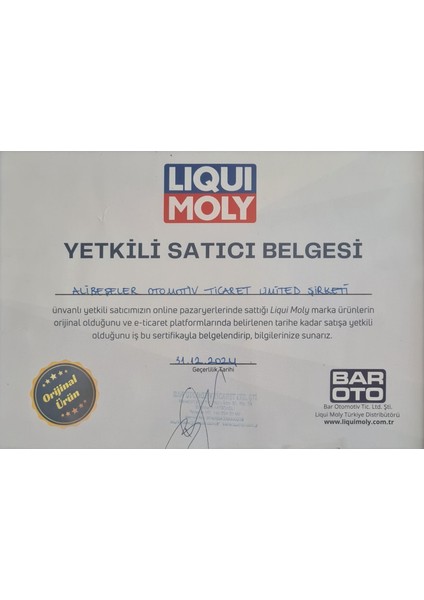 LIQUI
MOLY
YETKİLİ SATICI BELGESİ
ALİBEŞELER OTOMOTİV TİCARET LİMİTED ŞİRKETİ
ünvanlı yetkili satıcımızın online pazaryerlerinde sattığı Liqui Moly marka ürünlerin
orijinal olduğunu ve e-ticaret platformlarında belirlenen tarihe kadar satışa yetkili
olduğunu iş bu sertifikayla belgelendirip, bilgilerinize sunarız.
31.12.2024
Geçerlilik Tarihi
Orijinal
Ürün
BAR
OTO
Bar Otomotiv Tic. Ltd. Şti.
Liqui Moly Türkiye Distribütörü
www.liquimoly.com.tr